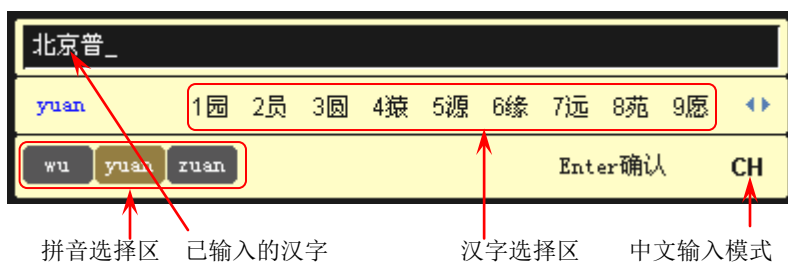 北京普_
yuan 1园 2员 3圆 4猿 5源 6缘 7远 8苑 9愿
wu yuan zuan Enter确认 CH
拼音选择区 已输入的汉字 汉字选择区 中文输入模式